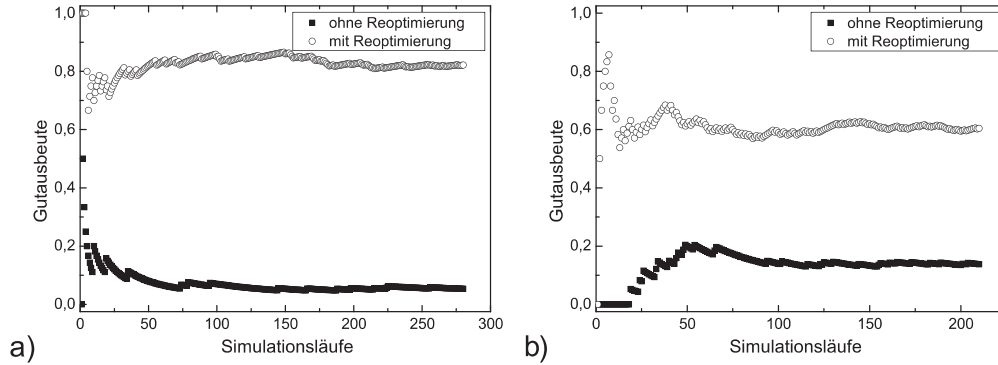 1,0
0,8
0,6
0,4
0,2
0,0
Gutausbeute
ohne Reoptimierung
mit Reoptimierung
0 50 100 150 200 250 300
Simulationsläufe
a)
1,0
0,8
0,6
0,4
0,2
0,0
Gutausbeute
ohne Reoptimierung
mit Reoptimierung
0 50 100 150 200
Simulationsläufe
b)